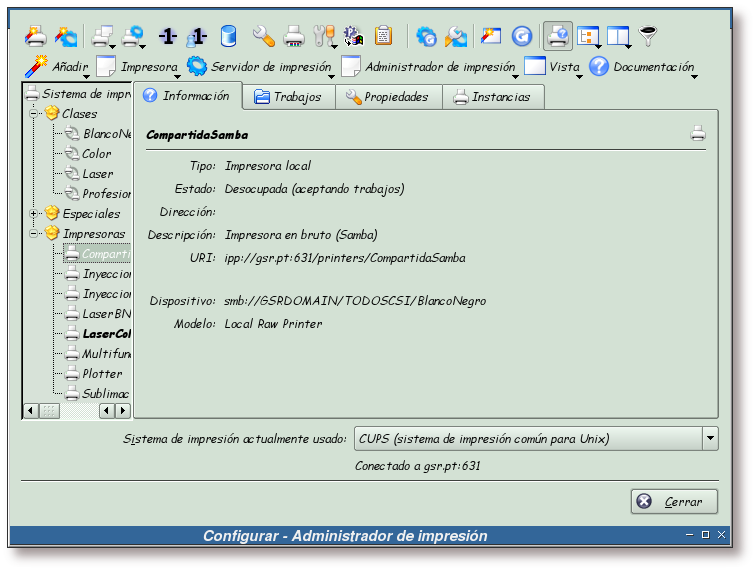 Añadir Impresora Servidor de impresión Administrador de impresión Vista Documentación
Sistema de impr
Clases
BlancoNe
Color
Laser
Profesion
Especiales
Impresoras
Comparti
Inyeccion
Inyeccion
LaserBN
LaserCol
Multifun
Plotter
Sublimac
Información Trabajos Propiedades Instancias
CompartidaSamba
Tipo: Impresora local
Estado: Desocupada (aceptando trabajos)
Dirección:
Descripción: Impresora en bruto (Samba)
URI: ipp://gsr.pt:631/printers/CompartidaSamba
Dispositivo: smb://GSRDOMAIN/TODOSCSI/BlancoNegro
Modelo: Local Raw Printer
Sistema de impresión actualmente usado: CUPS (sistema de impresión común para Unix)
Conectado a gsr.pt:631
Cerrar
Configurar - Administrador de impresión